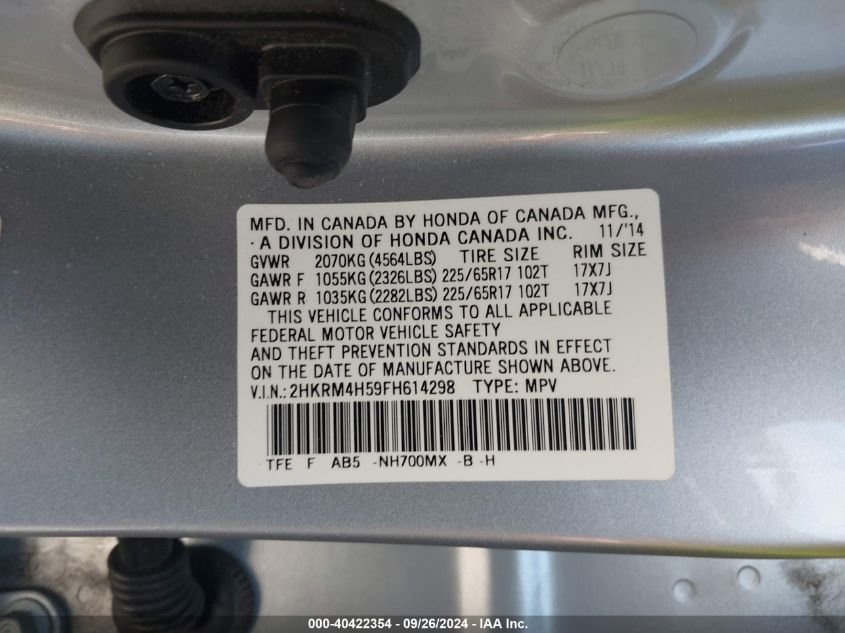 MFD. IN CANADA BY HONDA OF CANADA MFG.,
A DIVISION OF HONDA CANADA INC. 11/'14
GVWR 2070KG (4564LBS) TIRE SIZE RIM SIZE
GAWR F 1055KG (2326LBS) 225/65R17 102T 17X7J
GAWR R 1035KG (2282LBS) 225/65R17 102T 17X7J
THIS VEHICLE CONFORMS TO ALL APPLICABLE
FEDERAL MOTOR VEHICLE SAFETY
AND THEFT PREVENTION STANDARDS IN EFFECT
ON THE DATE OF MANUFACTURE SHOWN ABOVE.
V.I.N.: 2HKRM4H59FH614298 TYPE: MPV
TFE F AB5 -NH700MX -B -H
000-40422354 - 09/26/2024 - IAA Inc.